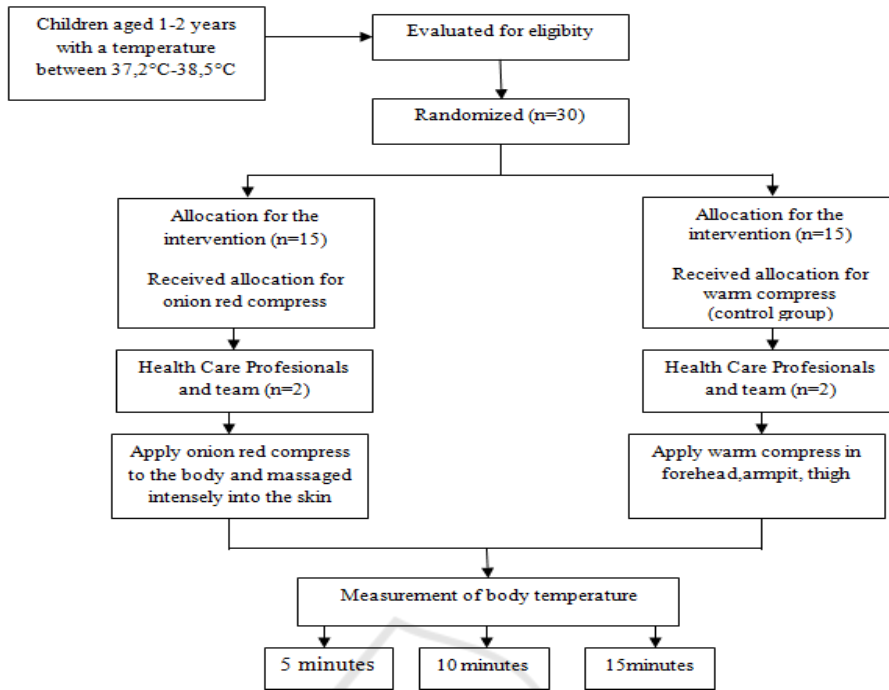 Children aged 1-2 years
with a temperature
between 37,2°C-38,5°C
Evaluated for eligibity
Randomized (n=30)
Allocation for the
intervention (n=15)
Received allocation for
onion red compress
Allocation for the
intervention (n=15)
Received allocation for
warm compress
(control group)
Health Care Profesionals
and team (n=2)
Health Care Profesionals
and team (n=2)
Apply onion red compress
to the body and massaged
intensely into the skin
Apply warm compress in
forehead,armpit, thigh
Measurement of body temperature
5 minutes
10 minutes
15minutes